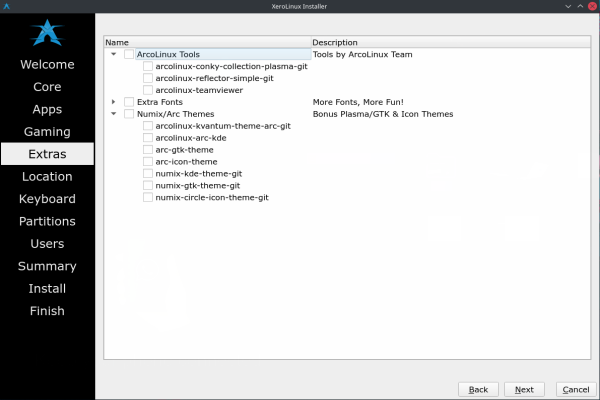 XeroLinux Installer
Welcome
Core
Apps
Gaming
Extras
Location
Keyboard
Partitions
Users
Summary
Install
Finish
Name Description
ArcoLinux Tools Tools by ArcoLinux Team
arcolinux-conky-collection-plasma-git
arcolinux-reflector-simple-git
arcolinux-teamviewer
Extra Fonts More Fonts, More Fun!
Numix/Arc Themes Bonus Plasma/GTK & Icon Themes
arcolinux-kvantum-theme-arc-git
arcolinux-arc-kde
arc-gtk-theme
arc-icon-theme
numix-kde-theme-git
numix-gtk-theme-git
numix-circle-icon-theme-git
Back Next Cancel